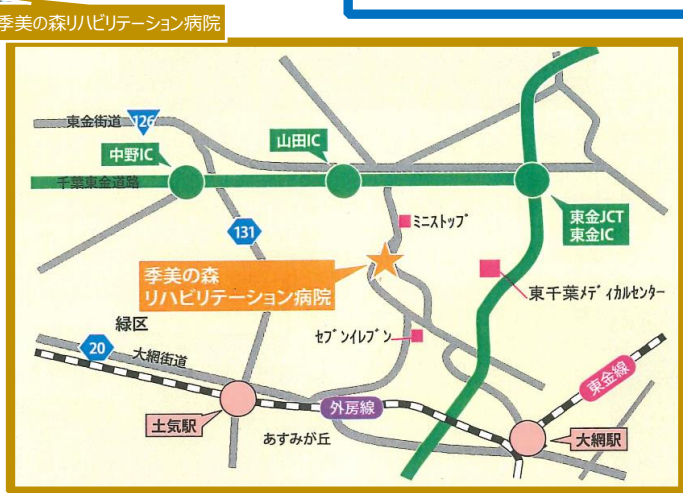 季美の森リハビリテーション病院
東金街道
126
山田IC
中野IC
千葉東金道路
ミニストップ
東金JCT
東金IC
131
季美の森
リハビリテーション病院
東千葉メディカルセンター
緑区
セブンイレブン
20
大網街道
東金線
外房線
土気駅
あすみが丘
大網駅